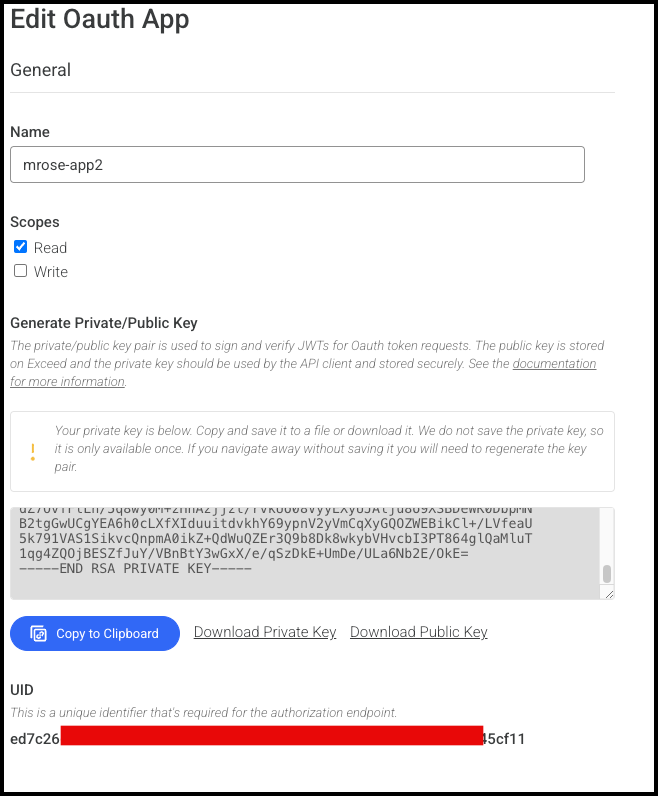 Edit Oauth App
General
Name
mrose-app2
Scopes
Read
Write
Generate Private/Public Key
The private/public key pair is used to sign and verify JWTs for Oauth token requests. The public key is stored
on Exceed and the private key should be used by the API client and stored securely. See the documentation
for more information.
Your private key is below. Copy and save it to a file or download it. We do not save the private key, so
it is only available once. If you navigate away without saving it you will need to regenerate the key
pair.
B2tgGwUCgYEA6h0cLXfXIduuitdvkhY69ypnV2yVmCqXyGQOZWEBikCl+/LVfeaU
5k791VAS1SikvcQnpmA0ikZ+QdWuQZEr3Q9b8Dk8wkybVHvcbI3PT864glQaMluT
1qg4ZQOjBESZfJuY/VBnBtY3wGxX/e/qSzDkE+UmDe/ULa6Nb2E/OkE=
-----END RSA PRIVATE KEY-----
Copy to Clipboard
Download Private Key
Download Public Key
UID
This is a unique identifier that's required for the authorization endpoint.
ed7c26 45cf11